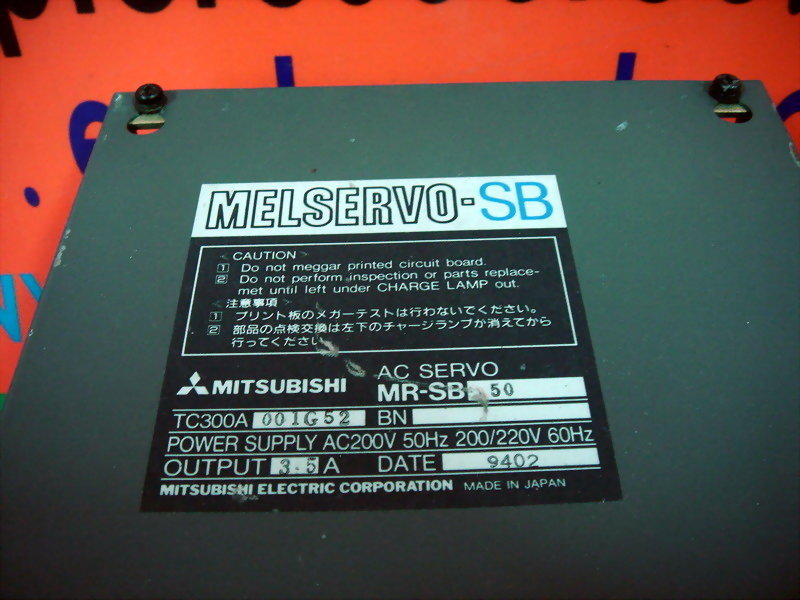 MELSERVO-SB
CAUTION
1 Do not meggar printed circuit board.
2 Do not perform inspection or parts replace-
met until left under CHARGE LAMP out.
注意事項
1 プリント板のメガーテストは行わないでください。
2 部品の点検交換は左下のチャージランプが消えてから
行ってください
AC SERVO
MITSUBISHI MR-SB-50
TC300A 001G52 BN
POWER SUPPLY AC200V 50Hz 200/220V 60Hz
OUTPUT 3.5 A DATE 9402
MITSUBISHI ELECTRIC CORPORATION MADE IN JAPAN